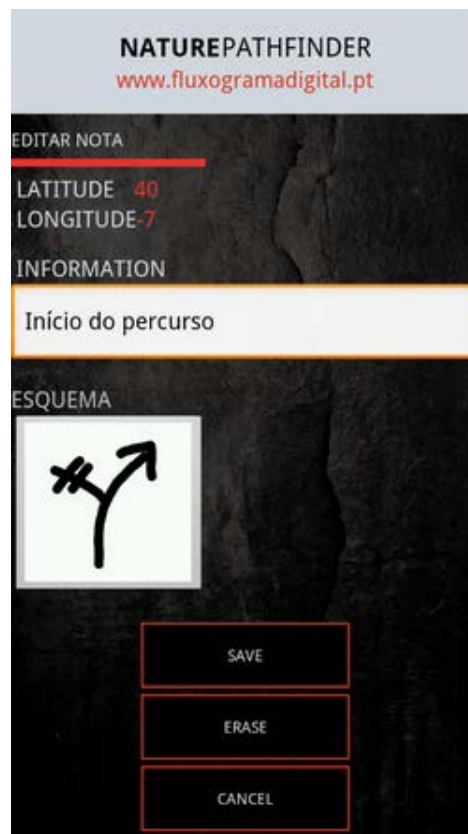 NATUREPATHFINDER
www.fluxogramadigital.pt
EDITAR NOTA
LATITUDE 40
LONGITUDE-7
INFORMATION
Início do percurso
ESQUEMA
SAVE
ERASE
CANCEL